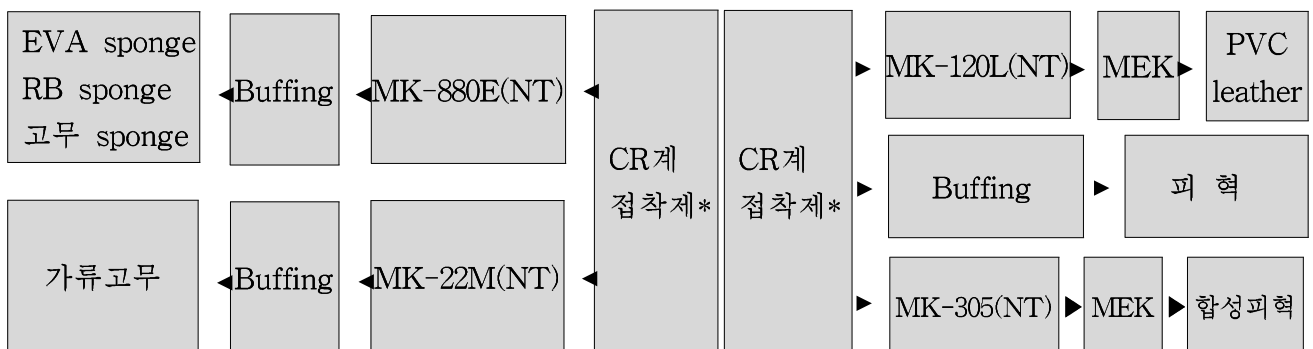 EVA sponge
RB sponge
고무 sponge
Buffing
MK-880E(NT)
가류고무
Buffing
MK-22M(NT)
CR계
접착제*
CR계
접착제*
MK-120L(NT)
MEK
PVC
leather
Buffing
피 혁
MK-305(NT)
MEK
합성피혁